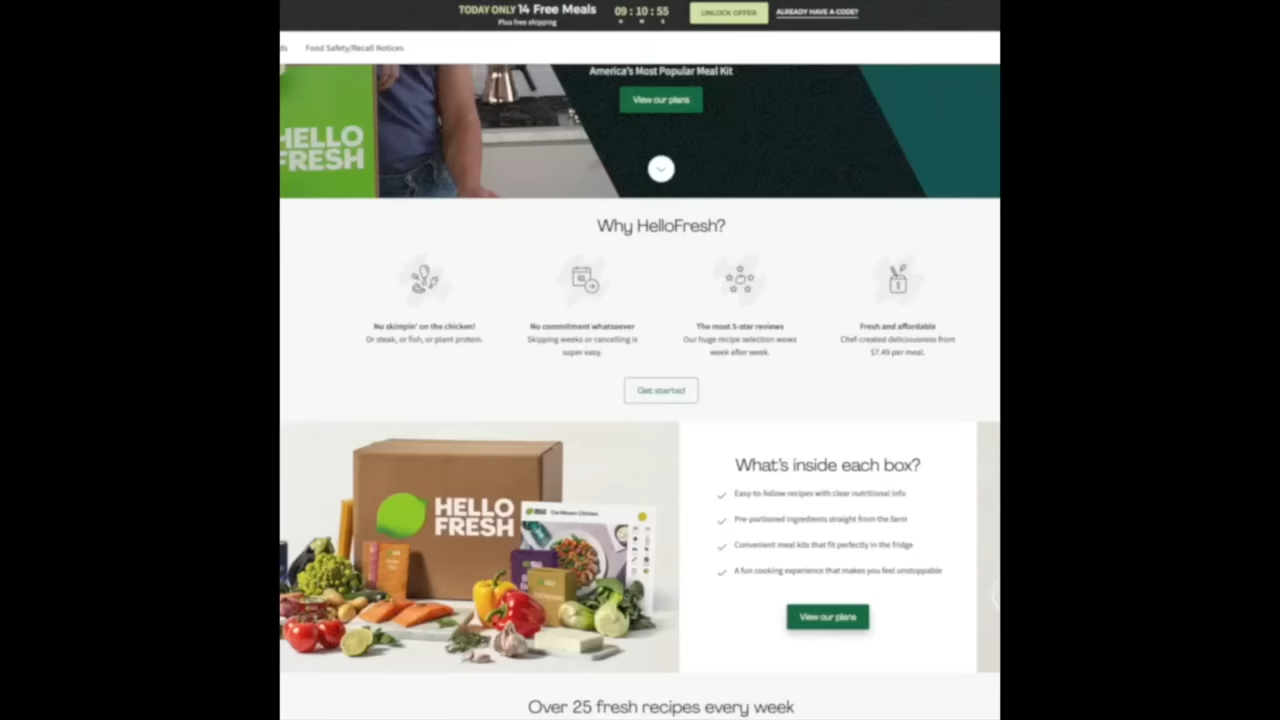 TODAY ONLY 14 Free Meals
Plus free shipping
09 : 10 : 55
UNLOCK OFFER
ALREADY HAVE A CODE?
ds
Food Safety/Recall Notices
America's Most Popular Meal Kit
View our plans
HELLO
FRESH
Why HelloFresh?
No skimpin' on the chicken!
Or steak, or fish, or plant protein.
No commitment whatsoever
Skipping weeks or cancelling is
super easy.
The most 5-star reviews
Our huge recipe selection wows
week after week.
Fresh and affordable
Chef-created deliciousness from
$7.49 per meal.
Get started
HELLO
FRESH
Caribbean Chicken
What's inside each box?
Easy-to-follow recipes with clear nutritional info
Pre-portioned ingredients straight from the farm
Convenient meal kits that fit perfectly in the fridge
A fun cooking experience that makes you feel unstoppable
View our plans
Over 25 fresh recipes every week